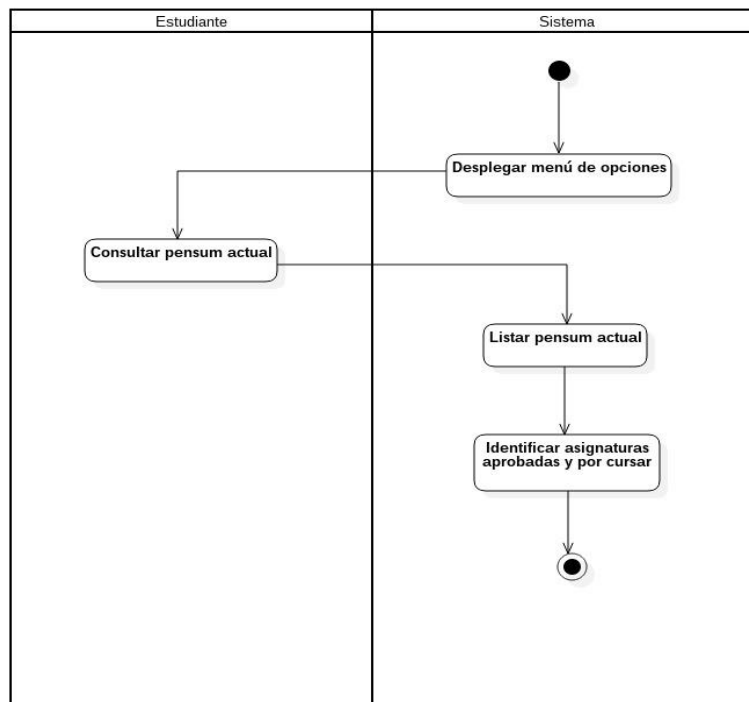 Estudiante
Sistema
Desplegar menú de opciones
Consultar pensum actual
Listar pensum actual
Identificar asignaturas
aprobadas y por cursar